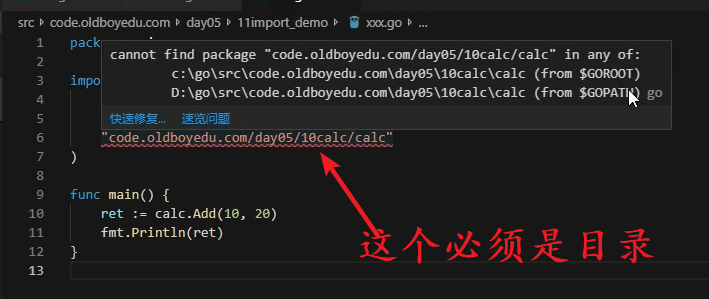 src > code.oldboyedu.com > day05 > 11import_demo > xxx.go > ...
1 pac
cannot find package "code.oldboyedu.com/day05/10calc/calc" in any of:
3 impo c:\go\src\code.oldboyedu.com\day05\10calc\calc (from $GOROOT)
D:\go\src\code.oldboyedu.com\day05\10calc\calc (from $GOPATH) go
快速修复... 速览问题
6 "code.oldboyedu.com/day05/10calc/calc"
7 )
8
9 func main() {
10 ret := calc.Add(10, 20)
11 fmt.Println(ret)
12 }
13
这个必须是目录